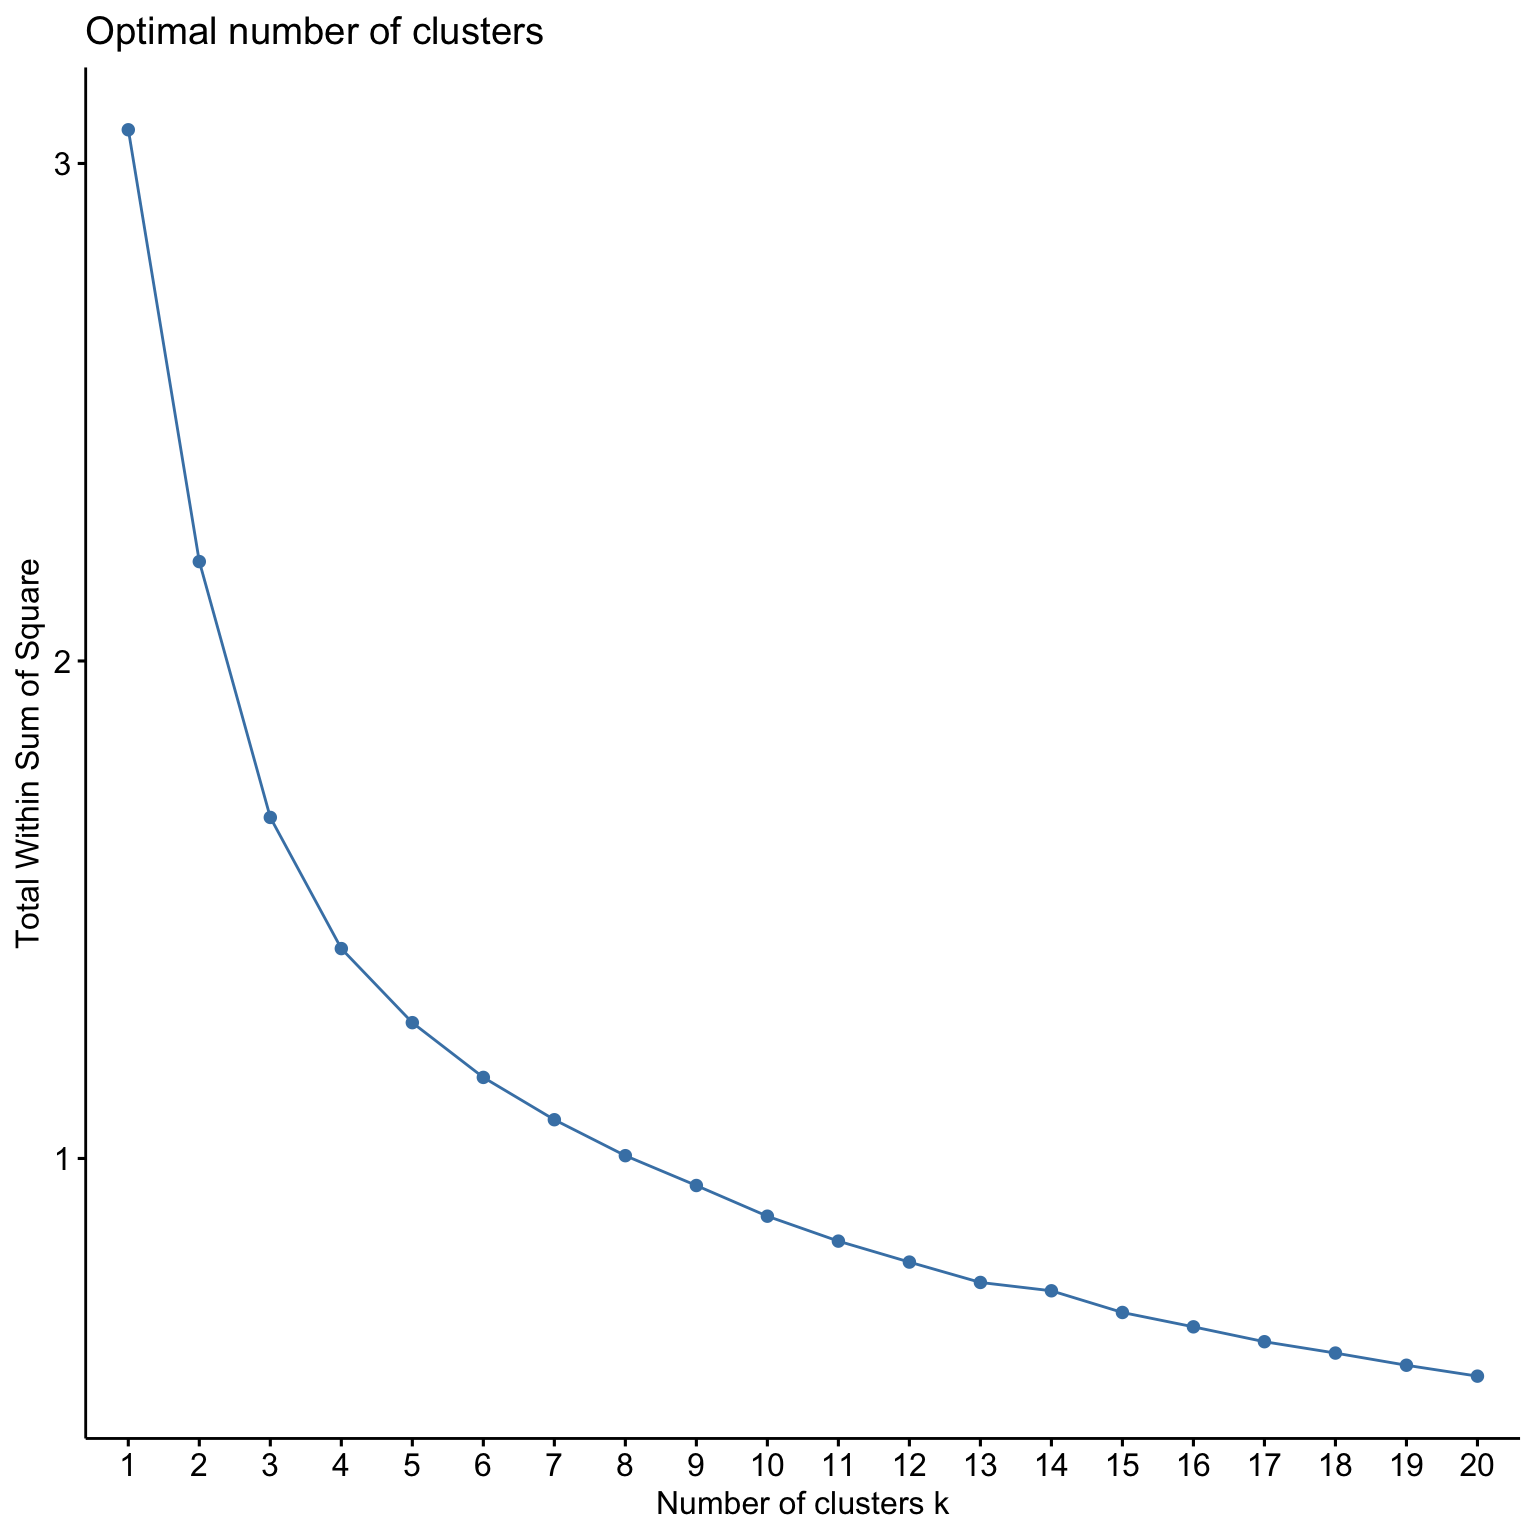 Optimal number of clusters
3
2
1
Total Within Sum of Square
1 2 3 4 5 6 7 8 9 10 11 12 13 14 15 16 17 18 19 20
Number of clusters k